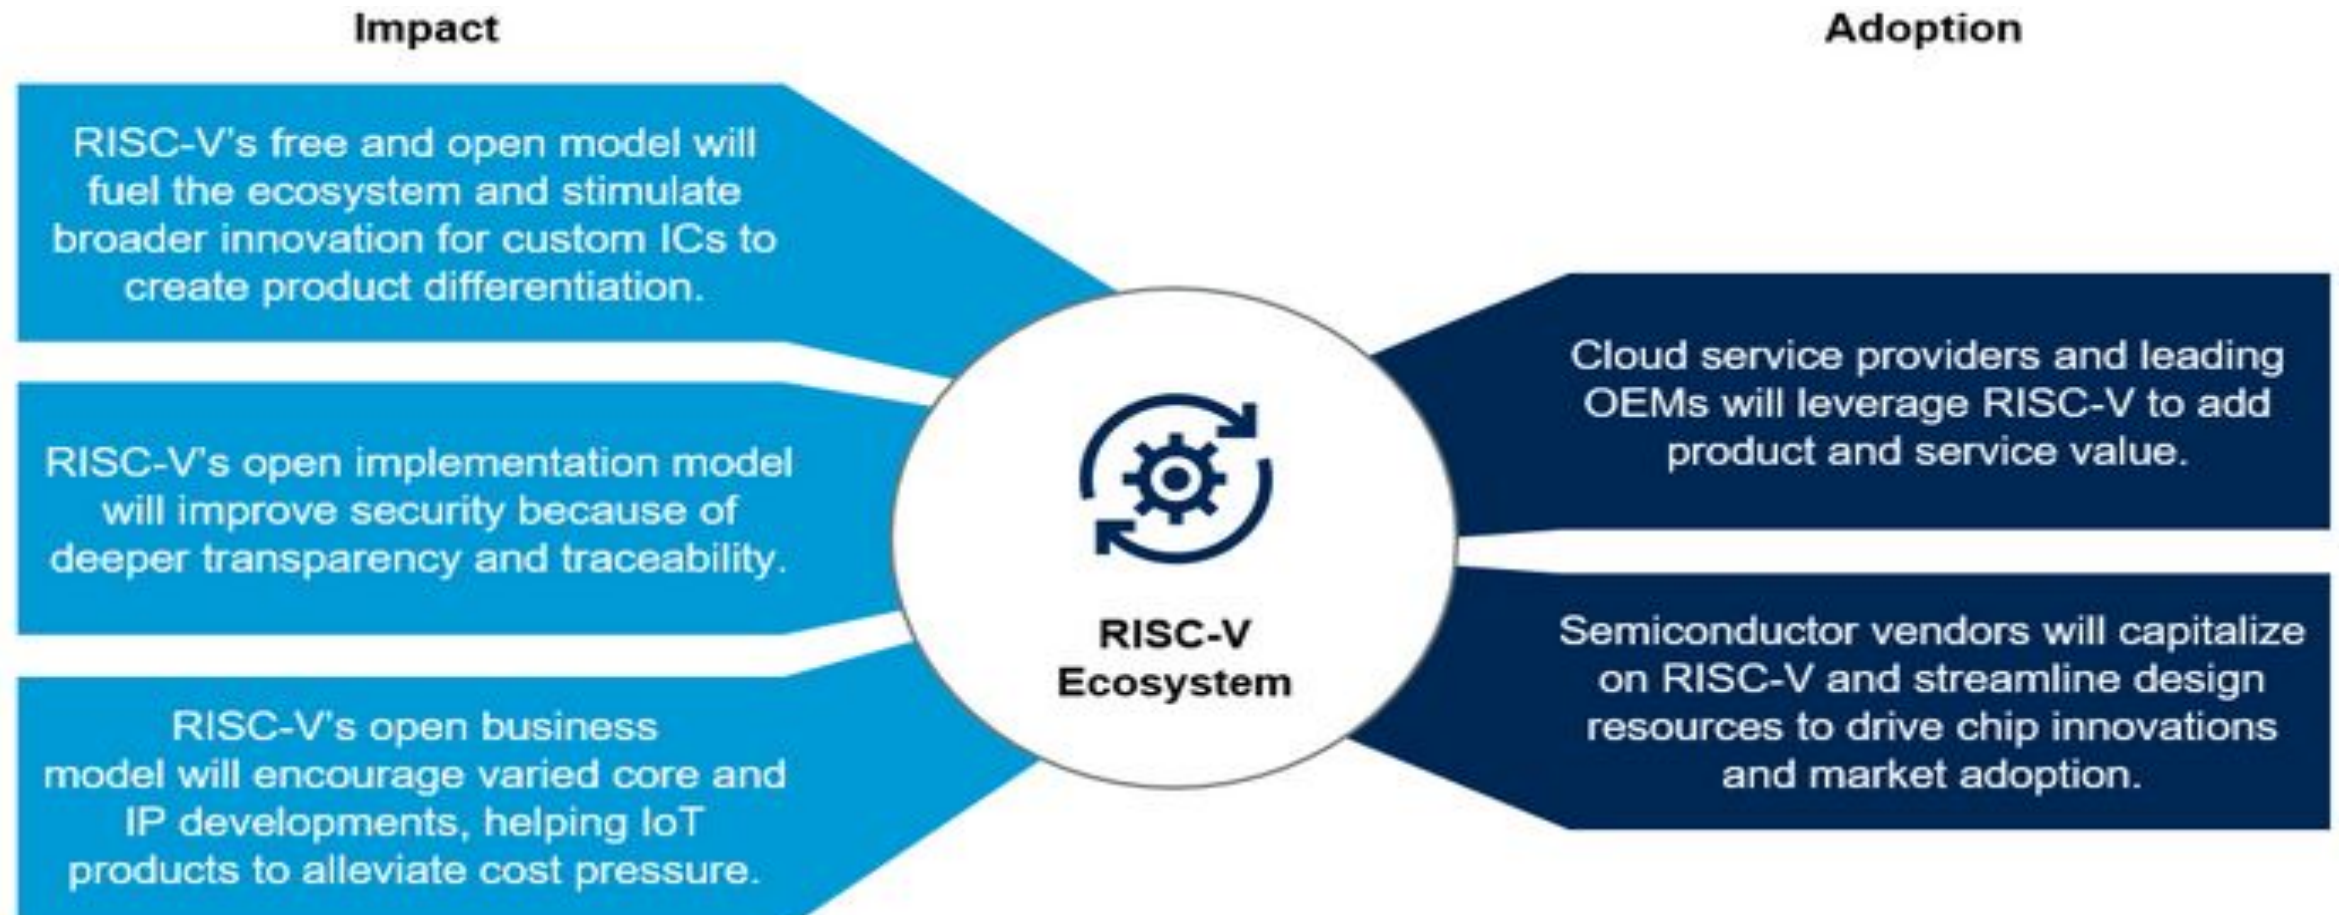 Impact
RISC-V's free and open model will
fuel the ecosystem and stimulate
broader innovation for custom ICs to
create product differentiation.
RISC-V's open implementation model
will improve security because of
deeper transparency and traceability.
RISC-V's open business
model will encourage varied core and
IP developments, helping IoT
products to alleviate cost pressure.
RISC-V
Ecosystem
Adoption
Cloud service providers and leading
OEMs will leverage RISC-V to add
product and service value.
Semiconductor vendors will capitalize
on RISC-V and streamline design
resources to drive chip innovations
and market adoption.